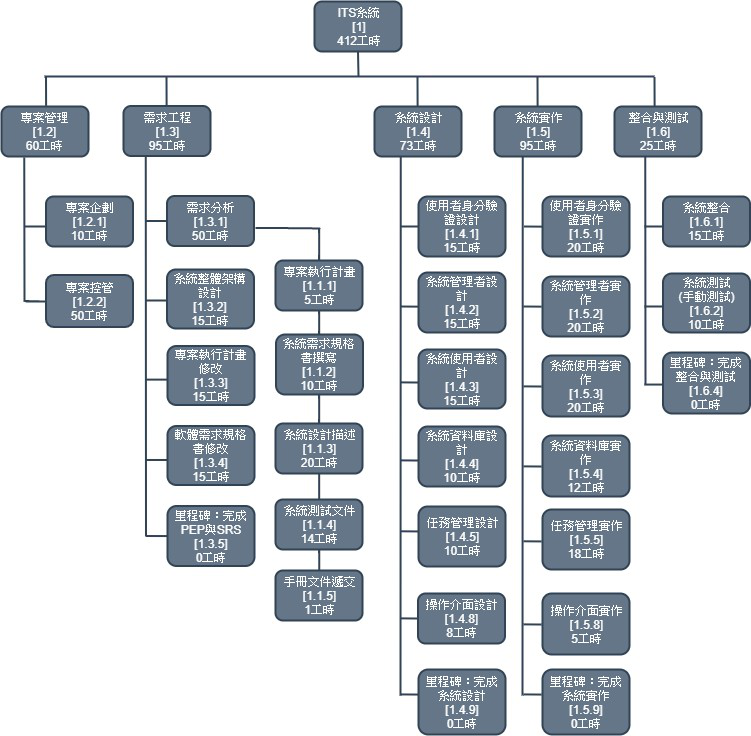 ITS系統
[1]
412工時
專案管理
[1.2]
60工時
專案企劃
[1.2.1]
10工時
專案控管
[1.2.2]
50工時
需求工程
[1.3]
95工時
需求分析
[1.3.1]
50工時
系統整體架構
設計
[1.3.2]
15工時
專案執行計畫
修改
[1.3.3]
15工時
軟體需求規格
書修改
[1.3.4]
15工時
里程碑：完成
PEP與SRS
[1.3.5]
0工時
專案執行計畫
[1.1.1]
5工時
系統需求規格
書撰寫
[1.1.2]
10工時
系統設計描述
[1.1.3]
20工時
系統測試文件
[1.1.4]
14工時
手冊文件遞交
[1.1.5]
1工時
系統設計
[1.4]
73工時
使用者身分驗
證設計
[1.4.1]
15工時
系統管理者設
計
[1.4.2]
15工時
系統使用者設
計
[1.4.3]
15工時
系統資料庫設
計
[1.4.4]
10工時
任務管理設計
[1.4.5]
10工時
操作介面設計
[1.4.8]
8工時
里程碑：完成
系統設計
[1.4.9]
0工時
系統實作
[1.5]
95工時
使用者身分驗
證實作
[1.5.1]
20工時
系統管理者實
作
[1.5.2]
20工時
系統使用者實
作
[1.5.3]
20工時
系統資料庫實
作
[1.5.4]
12工時
任務管理實作
[1.5.5]
18工時
操作介面實作
[1.5.8]
5工時
里程碑：完成
系統實作
[1.5.9]
0工時
整合與測試
[1.6]
25工時
系統整合
[1.6.1]
15工時
系統測試
(手動測試)
[1.6.2]
10工時
里程碑：完成
整合與測試
[1.6.4]
0工時